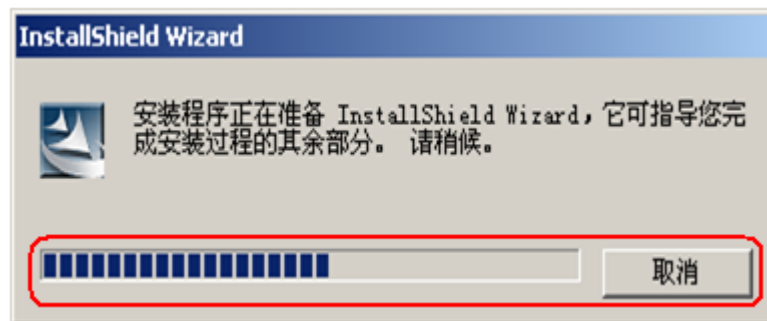 InstallShield Wizard
安装程序正在准备 InstallShield Wizard，它可指导您完
成安装过程的其余部分。 请稍候。
取消